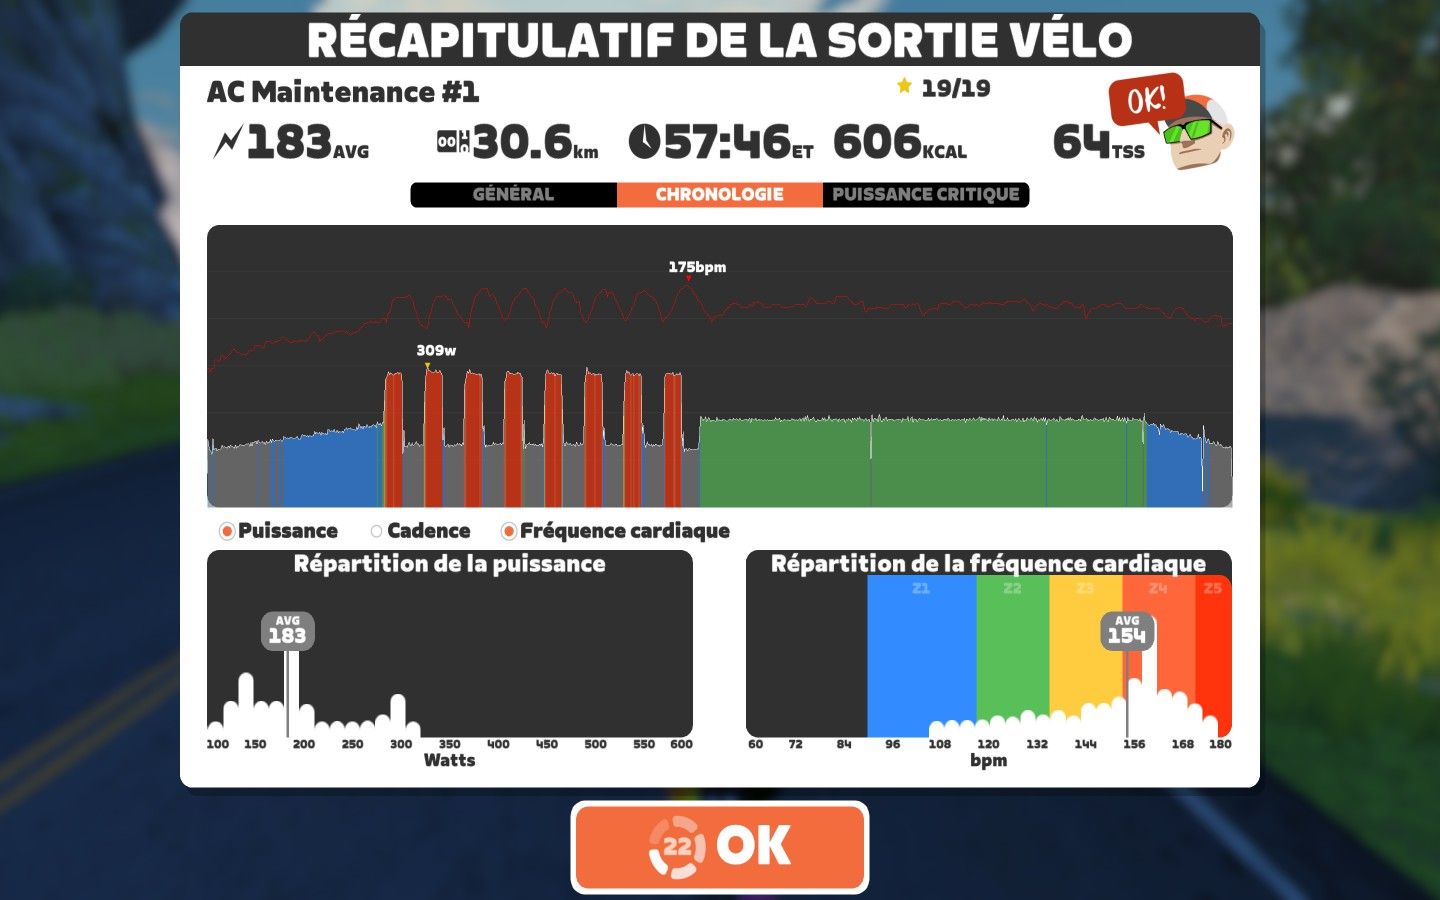 RÉCAPITULATIF DE LA SORTIE VÉLO
AC Maintenance #1
19/19
OK!
183AVG
30.6km
57:46ET
606KCAL
64TSS
GÉNÉRAL
CHRONOLOGIE
PUISSANCE CRITIQUE
175bpm
309w
Puissance
Cadence
Fréquence cardiaque
Répartition de la puissance
AVG
183
100 150 200 250 300 350 400 450 500 550 600
Watts
Répartition de la fréquence cardiaque
Z1 Z2 Z3 Z4 Z5
AVG
154
60 72 84 96 108 120 132 144 156 168 180
bpm
22 OK